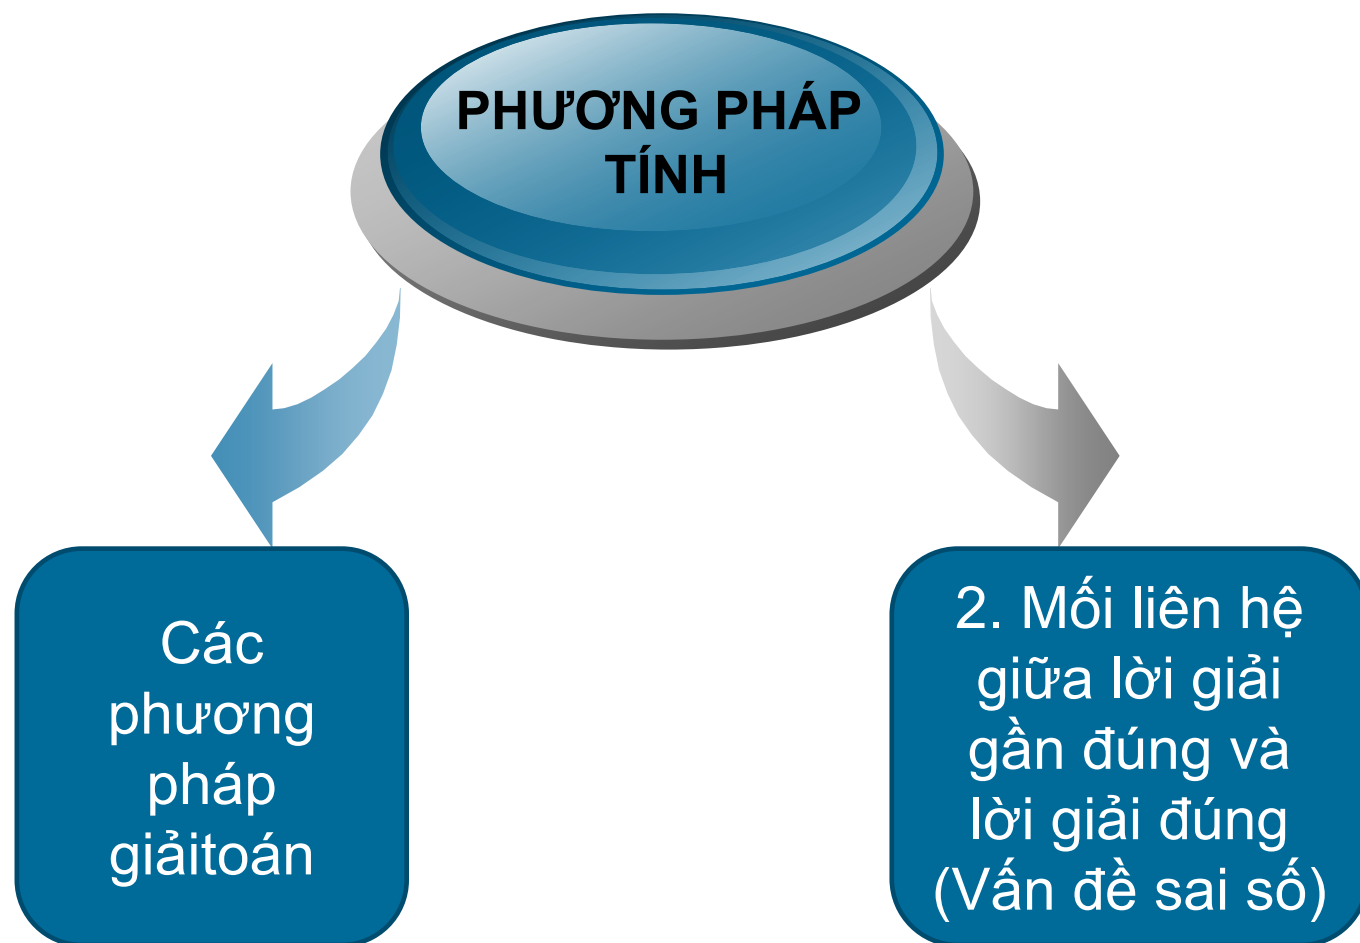 PHƯƠNG PHÁP
TÍNH
Các
phương
pháp
giảitoán
2. Mối liên hệ
giữa lời giải
gần đúng và
lời giải đúng
(Vấn đề sai số)